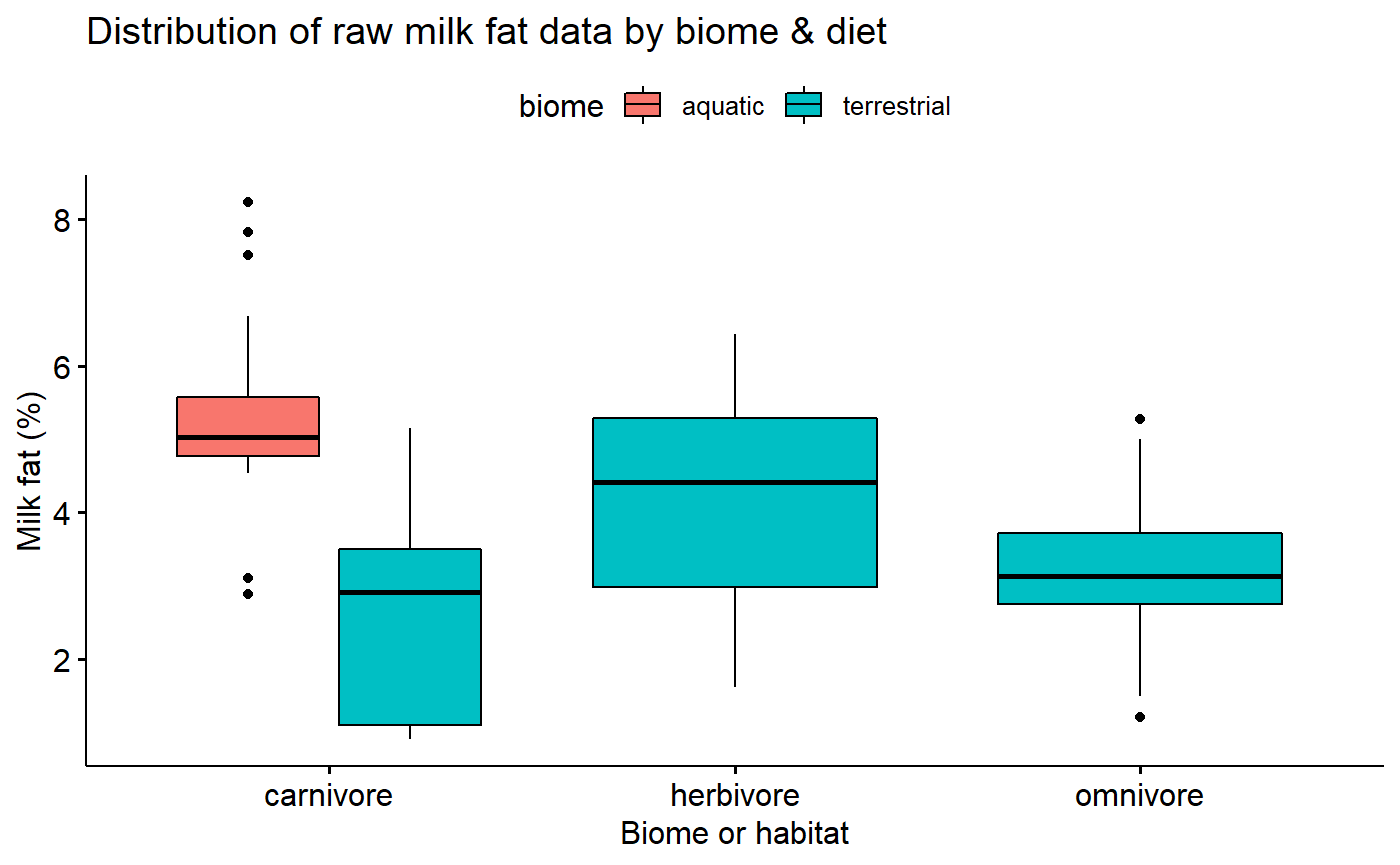 Distribution of raw milk fat data by biome & diet
biome aquatic terrestrial
Milk fat (%)
8
6
4
2
carnivore herbivore omnivore
Biome or habitat